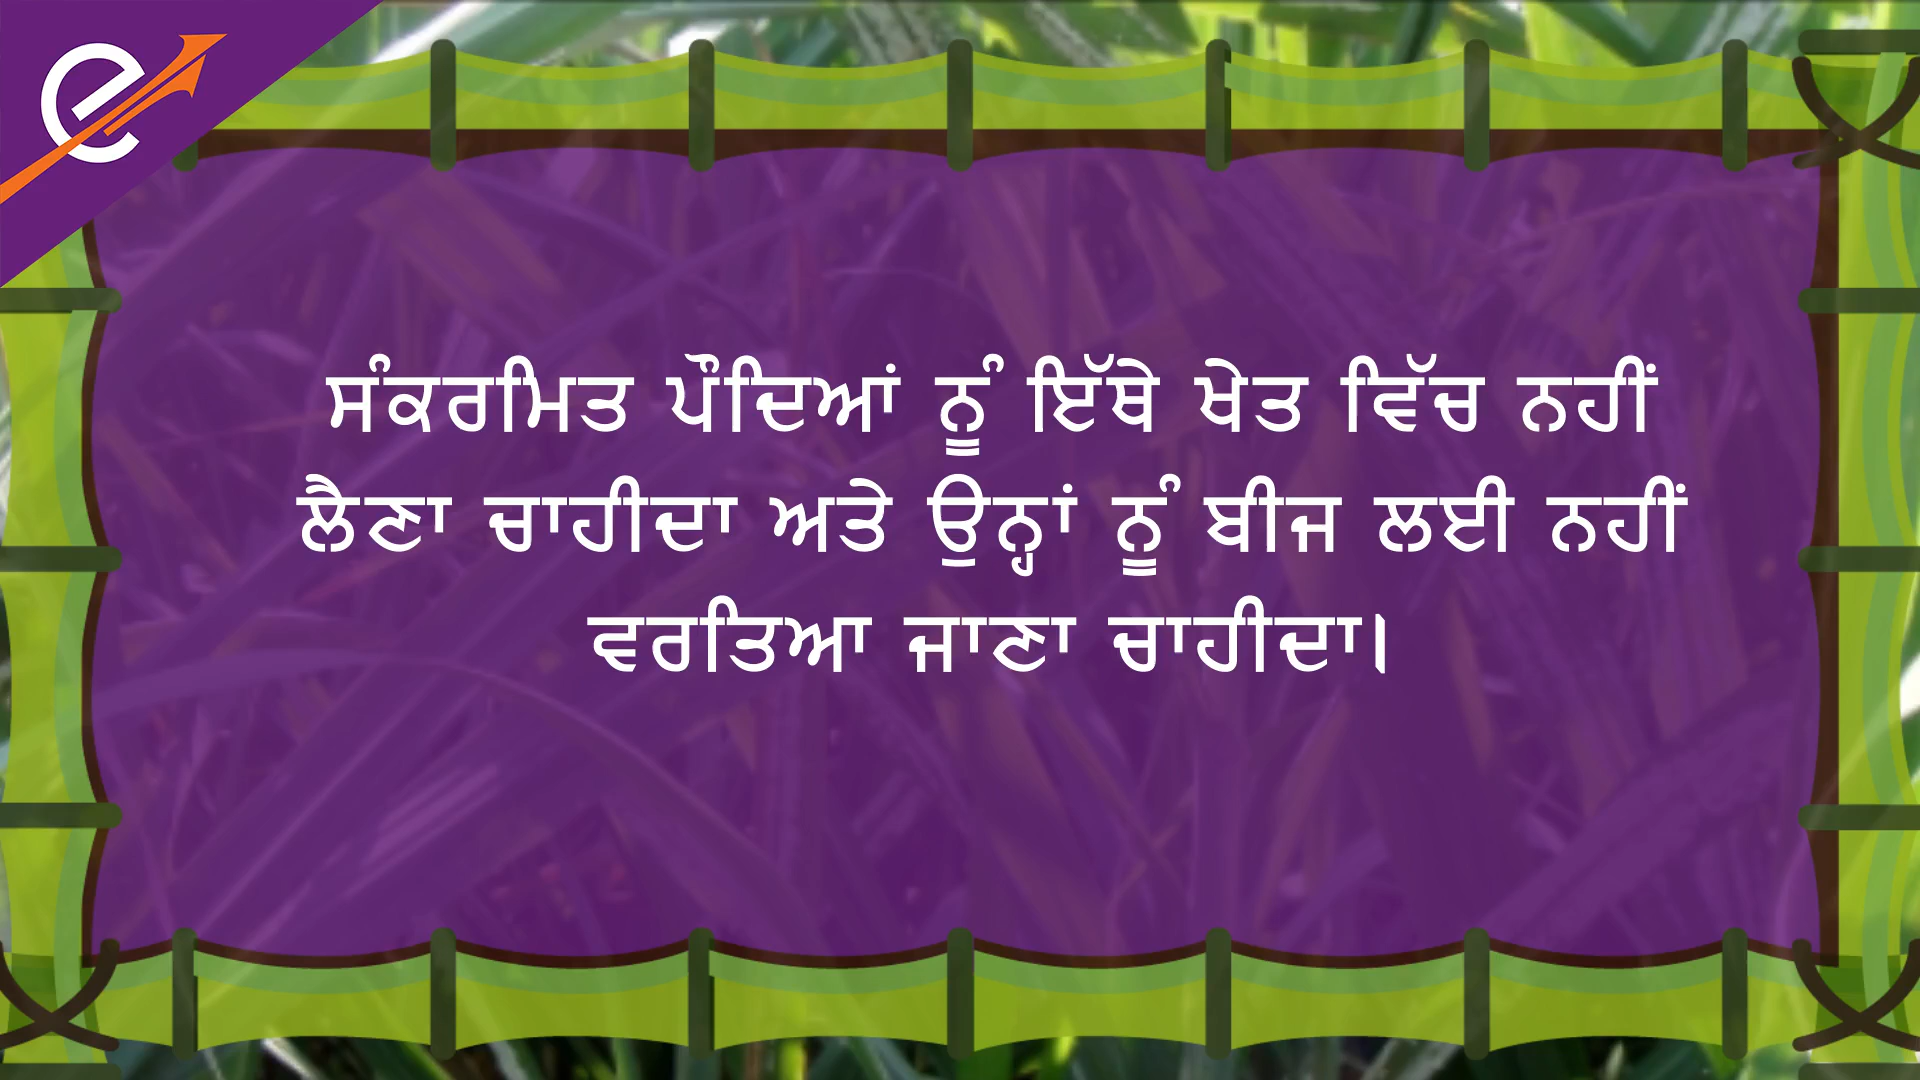 ਸੰਕਰਮਿਤ ਪੌਦਿਆਂ ਨੂੰ ਇੱਥੇ ਖੇਤ ਵਿੱਚ ਨਹੀਂ
ਲੈਣਾ ਚਾਹੀਦਾ ਅਤੇ ਉਨ੍ਹਾਂ ਨੂੰ ਬੀਜ ਲਈ ਨਹੀਂ
ਵਰਤਿਆ ਜਾਣਾ ਚਾਹੀਦਾ।